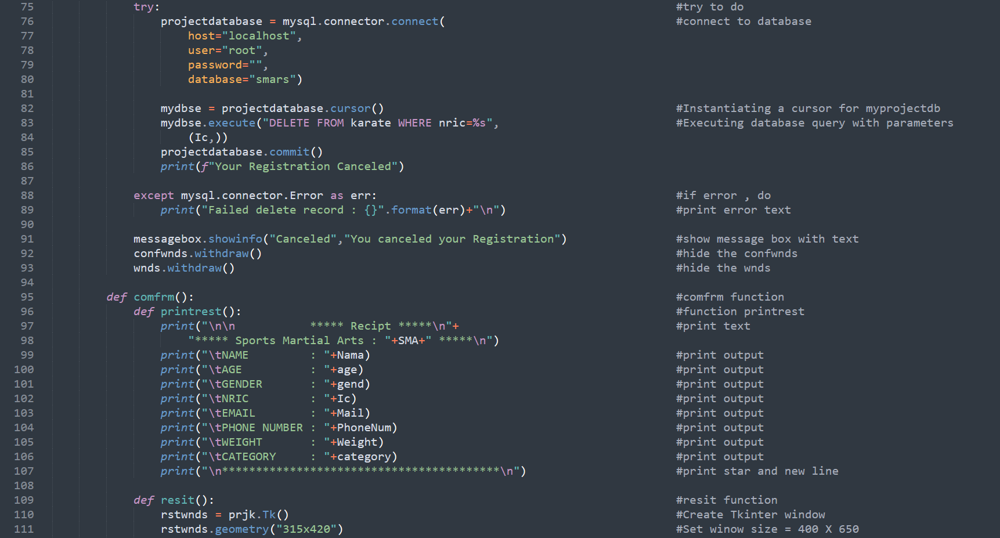 75 try: #try to do
76 projectdatabase = mysql.connector.connect( #connect to database
77 host="localhost",
78 user="root",
79 password="",
80 database="smars")
81
82 mydbse = projectdatabase.cursor() #Instantiating a cursor for myprojectdb
83 mydbse.execute("DELETE FROM karate WHERE nric=%s", #Executing database query with parameters
84 (Ic,))
85 projectdatabase.commit()
86 print(f"Your Registration Canceled")
87
88 except mysql.connector.Error as err: #if error , do
89 print("Failed delete record : {}".format(err)+"\n") #print error text
90
91 messagebox.showinfo("Canceled","You canceled your Registration") #show message box with text
92 confwnds.withdraw() #hide the confwnds
93 wnds.withdraw() #hide the wnds
94
95 def comfrm(): #comfrm function
96 def printrest(): #function printrest
97 print("\n\n           ***** Recipt *****\n"+ #print text
98 "***** Sports Martial Arts : "+SMA+" *****\n")
99 print("\tNAME         : "+Nama) #print output
100 print("\tAGE          : "+age) #print output
101 print("\tGENDER       : "+gend) #print output
102 print("\tNRIC         : "+Ic) #print output
103 print("\tEMAIL        : "+Mail) #print output
104 print("\tPHONE NUMBER : "+PhoneNum) #print output
105 print("\tWEIGHT       : "+Weight) #print output
106 print("\tCATEGORY     : "+category) #print output
107 print("\n*****************************************\n") #print star and new line
108
109 def resit(): #resit function
110 rstwnds = prjk.Tk() #Create Tkinter window
111 rstwnds.geometry("315x420") #Set winow size = 400 X 650